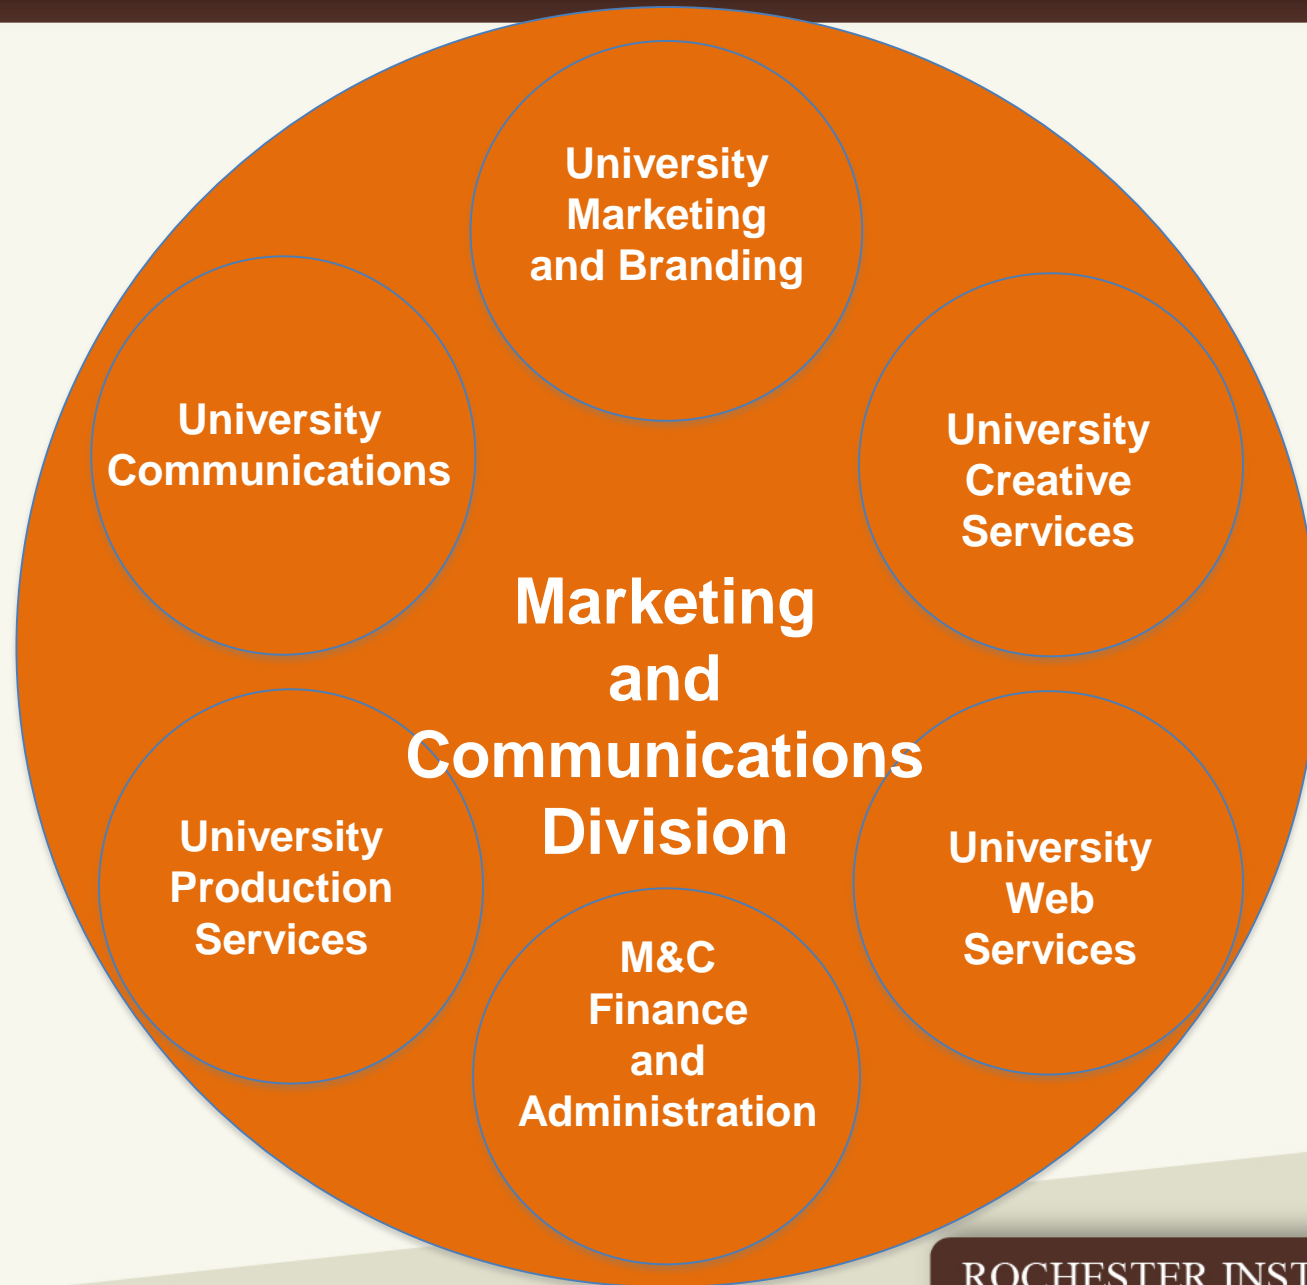 University
Marketing
and Branding
University
Communications
University
Creative
Services
Marketing
and
Communications
Division
University
Production
Services
University
Web
Services
M&C
Finance
and
Administration
ROCHESTER INST